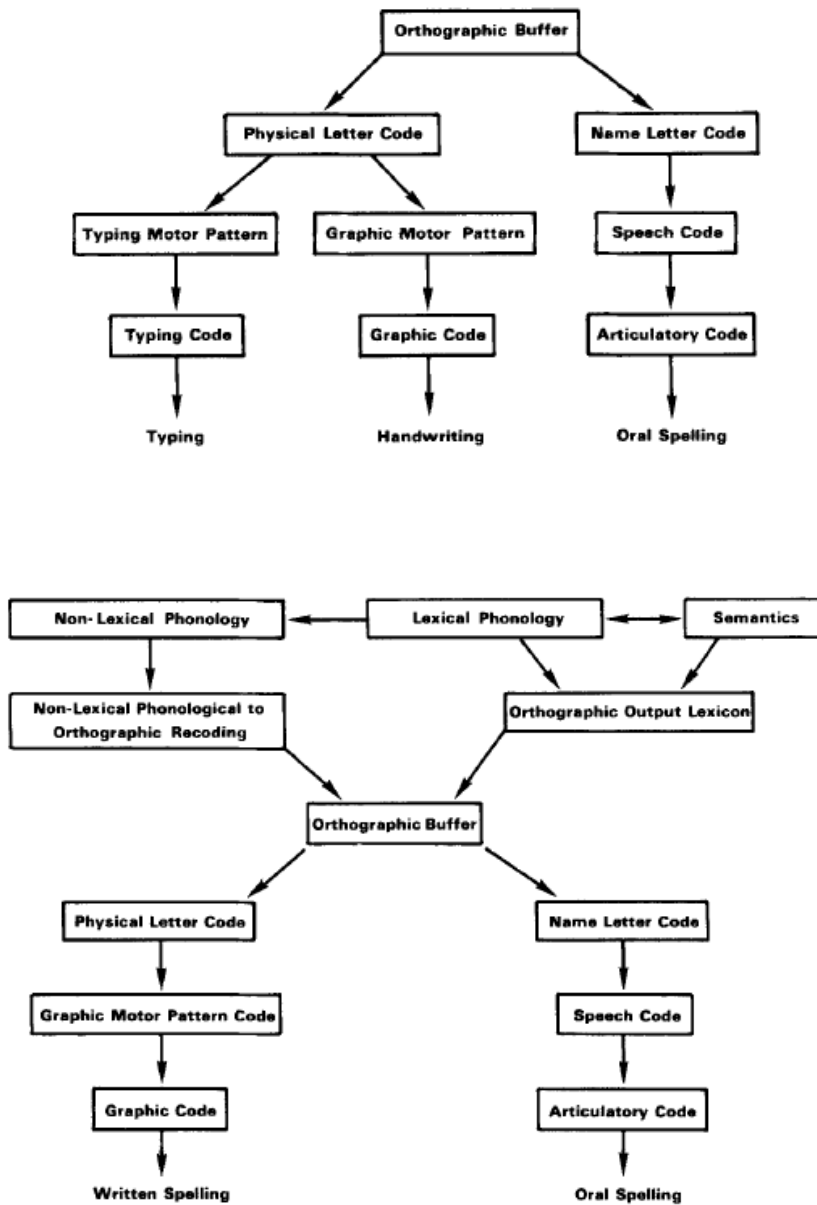 Orthographic Buffer
Physical Letter Code
Name Letter Code
Typing Motor Pattern
Graphic Motor Pattern
Speech Code
Typing Code
Graphic Code
Articulatory Code
Typing
Handwriting
Oral Spelling
Non-Lexical Phonology
Lexical Phonology
Semantics
Non-Lexical Phonological to
Orthographic Recoding
Orthographic Output Lexicon
Orthographic Buffer
Physical Letter Code
Name Letter Code
Graphic Motor Pattern Code
Speech Code
Graphic Code
Articulatory Code
Written Spelling
Oral Spelling